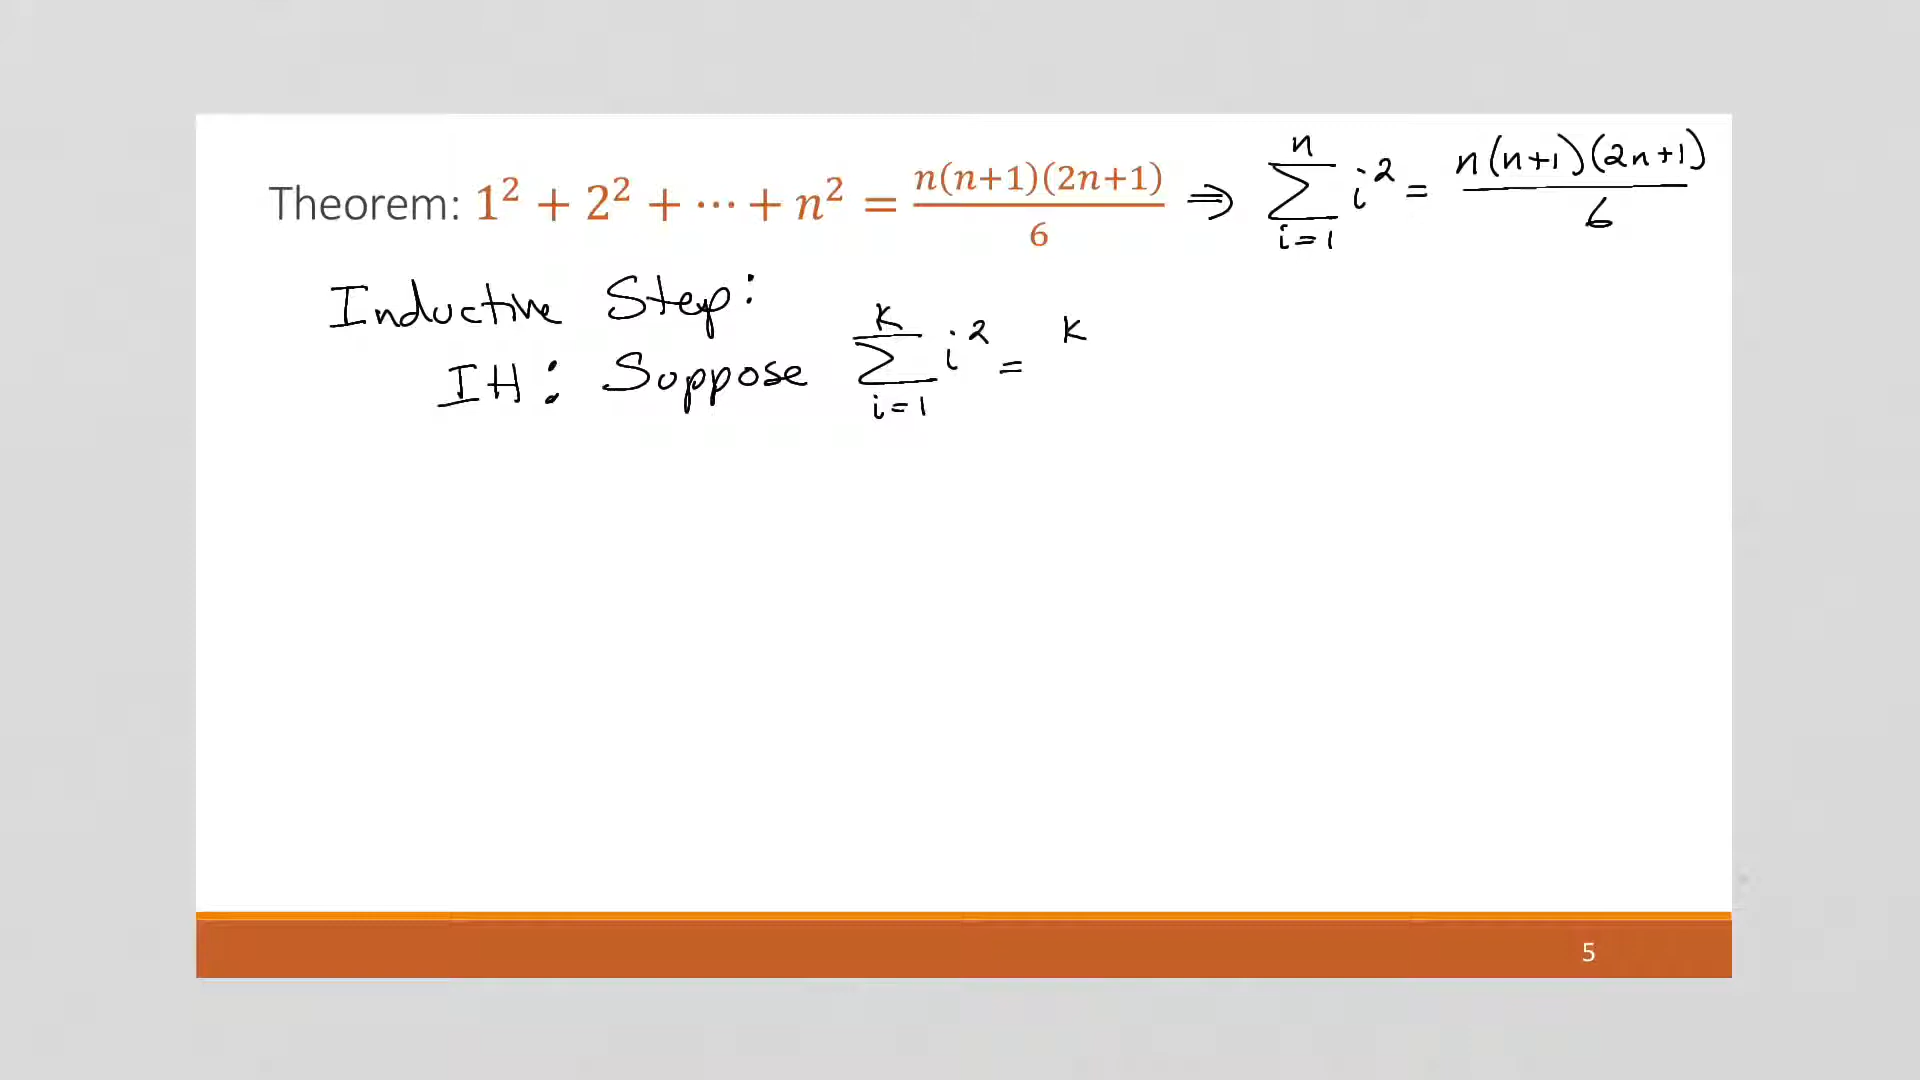 Theorem: 1² + 2² + ⋯ + n² = n(n+1)(2n+1)/6 ⇒ ∑_{i=1}^{n} i² = n(n+1)(2n+1)/6
Inductive Step:
IH: Suppose ∑_{i=1}^{k} i² = k
5